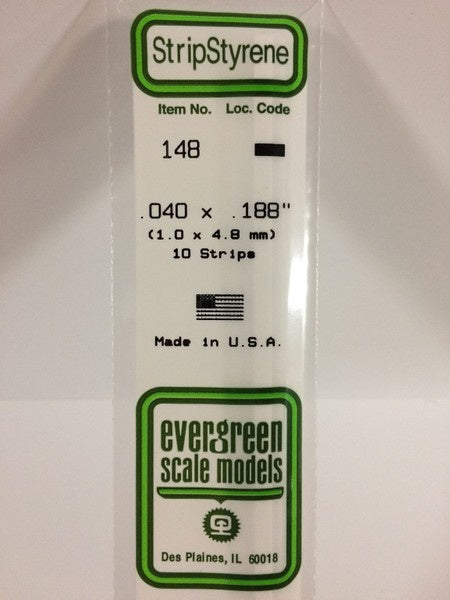 StripStyrene
Item No. Loc. Code
148
.040 x .188"
(1.0 x 4.8 mm)
10 Strips
Made in U.S.A.
evergreen
scale models
Des Plaines, IL 60018